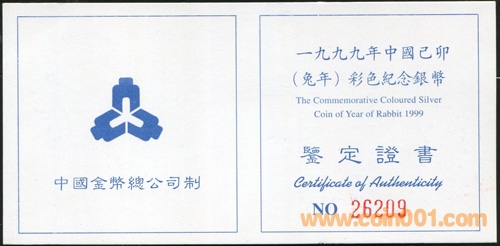 中國金幣總公司制
一九九九年中國己卯
（兔年）彩色紀念銀幣
The Commemorative Coloured Silver
Coin of Year of Rabbit 1999
鑒定證書
Certificate of Authenticity
NO 26209
www.coin001.com